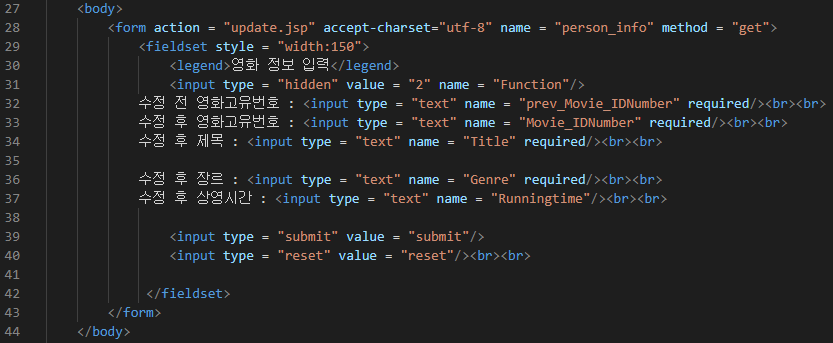 27 <body>
28 <form action = "update.jsp" accept-charset="utf-8" name = "person_info" method = "get">
29 <fieldset style = "width:150">
30 <legend>영화 정보 입력</legend>
31 <input type = "hidden" value = "2" name = "Function"/>
32 수정 전 영화고유번호 : <input type = "text" name = "prev_Movie_IDNumber" required/><br><br>
33 수정 후 영화고유번호 : <input type = "text" name = "Movie_IDNumber" required/><br><br>
34 수정 후 제목 : <input type = "text" name = "Title" required/><br><br>
35
36 수정 후 장르 : <input type = "text" name = "Genre" required/><br><br>
37 수정 후 상영시간 : <input type = "text" name = "Runningtime"/><br><br>
38
39 <input type = "submit" value = "submit"/>
40 <input type = "reset" value = "reset"/><br><br>
41
42 </fieldset>
43 </form>
44 </body>